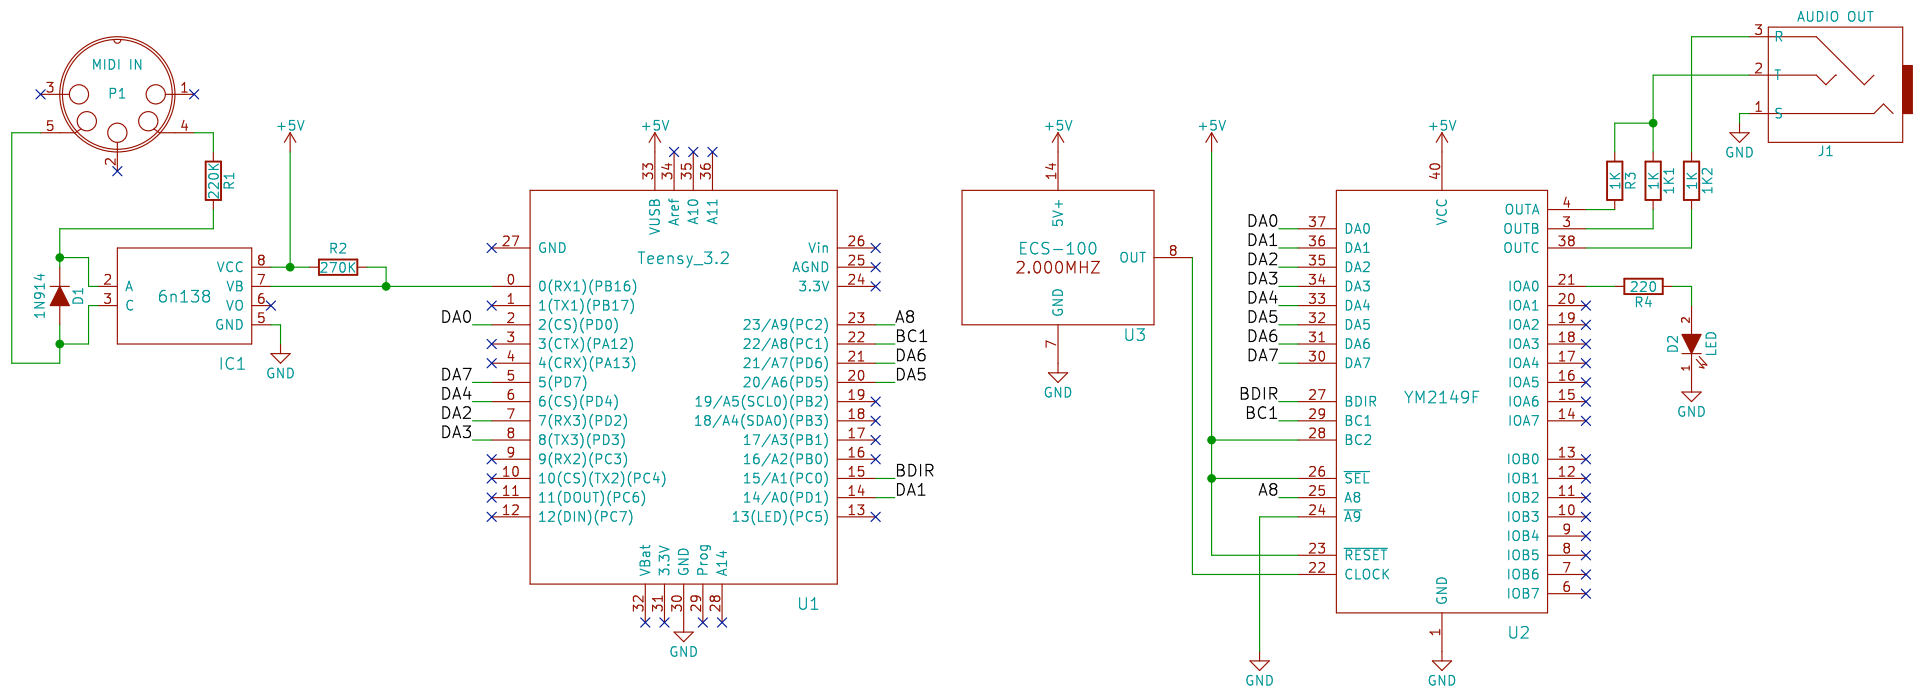 MIDI IN
P1
3
1
5
4
2
220K
R1
1N914
D1
+5V
R2
270K
6n138
IC1
2 A
3 C
VCC 8
VB 7
VO 6
GND 5
GND
+5V
33 VUSB
34 Aref
35 A10
36 A11
Teensy_3.2
U1
27 GND
0 0(RX1)(PB16)
1 1(TX1)(PB17)
DA0 2 2(CS)(PD0)
3 3(CTX)(PA12)
4 4(CRX)(PA13)
DA7 5 5(PD7)
DA4 6 6(CS)(PD4)
DA2 7 7(RX3)(PD2)
DA3 8 8(TX3)(PD3)
9 9(RX2)(PC3)
10 10(CS)(TX2)(PC4)
11 11(DOUT)(PC6)
12 12(DIN)(PC7)
Vin 26
AGND 25
3.3V 24
23/A9(PC2) 23 A8
22/A8(PC1) 22 BC1
21/A7(PD6) 21 DA6
20/A6(PD5) 20 DA5
19/A5(SCL0)(PB2) 19
18/A4(SDA0)(PB3) 18
17/A3(PB1) 17
16/A2(PB0) 16
15/A1(PC0) 15 BDIR
14/A0(PD1) 14 DA1
13(LED)(PC5) 13
VBat 32
3.3V 31
GND 30
Prog 29
A14 28
GND
+5V
14
5V+
ECS-100
2.000MHZ
OUT 8
GND
7
U3
GND
+5V
+5V
40
VCC
YM2149F
U2
DA0 37 DA0
DA1 36 DA1
DA2 35 DA2
DA3 34 DA3
DA4 33 DA4
DA5 32 DA5
DA6 31 DA6
DA7 30 DA7
BDIR 27 BDIR
BC1 29 BC1
28 BC2
26 SEL
A8 25 A8
24 A9
23 RESET
22 CLOCK
GND
1
GND
GND
OUTA 4
OUTB 3
OUTC 38
IOA0 21
IOA1 20
IOA2 19
IOA3 18
IOA4 17
IOA5 16
IOA6 15
IOA7 14
IOB0 13
IOB1 12
IOB2 11
IOB3 10
IOB4 9
IOB5 8
IOB6 7
IOB7 6
1K R3
1K 1K1
1K 1K2
220
R4
2
D2
LED
1
GND
AUDIO OUT
3 R
2 T
1 S
GND
J1